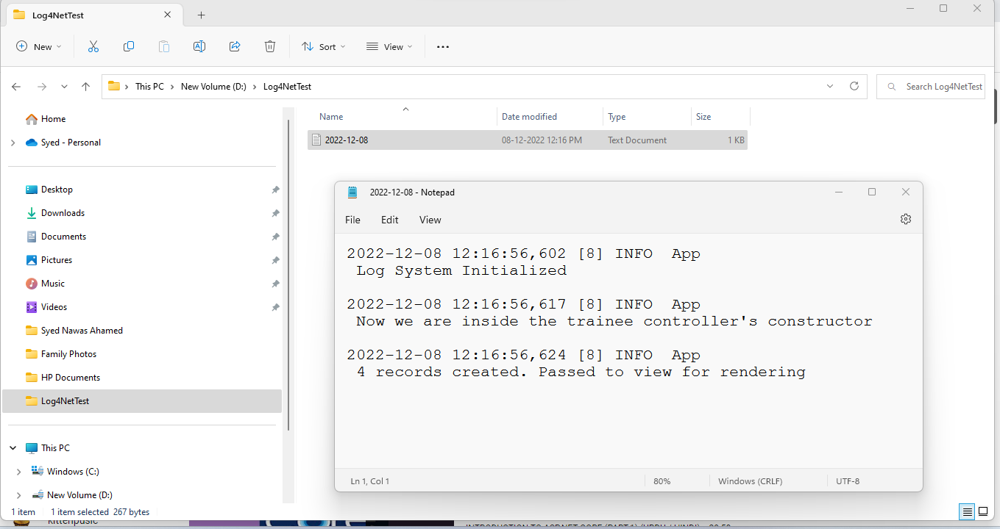 Log4NetTest
New
Sort
View
This PC
New Volume (D:)
Log4NetTest
Search Log4NetTest
Home
Syed - Personal
Desktop
Downloads
Documents
Pictures
Music
Videos
Syed Nawas Ahamed
Family Photos
HP Documents
Log4NetTest
This PC
Windows (C:)
New Volume (D:)
Name Date modified Type Size
2022-12-08 08-12-2022 12:16 PM Text Document 1 KB
2022-12-08 - Notepad
File Edit View
2022-12-08 12:16:56,602 [8] INFO  App
Log System Initialized
2022-12-08 12:16:56,617 [8] INFO  App
Now we are inside the trainee controller's constructor
2022-12-08 12:16:56,624 [8] INFO  App
4 records created. Passed to view for rendering
Ln 1, Col 1 80% Windows (CRLF) UTF-8
1 item 1 item selected 267 bytes